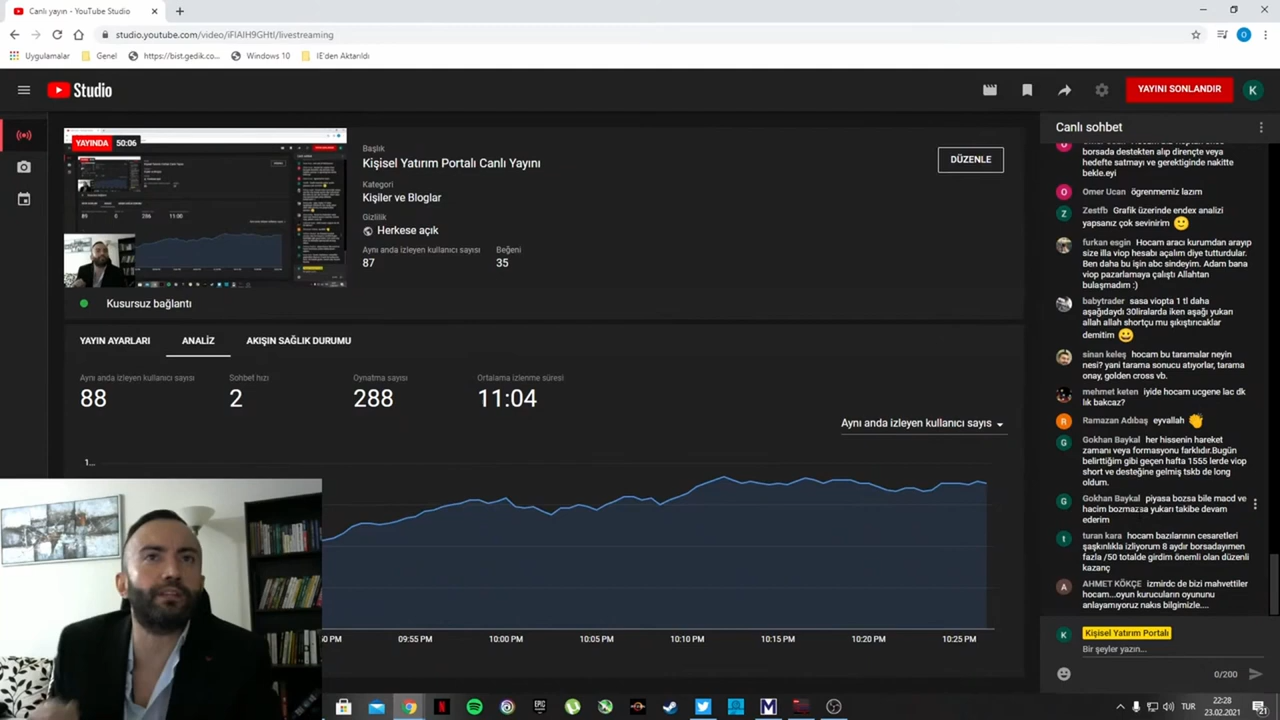 Canlı yayın - YouTube Studio
studio.youtube.com/video/iFIAIH9GHtI/livestreaming
Uygulamalar
Genel
https://bist.gedik.co...
Windows 10
IE'den Aktarıldı
Studio
YAYINI SONLANDIR
K
YAYINDA 50:06
Başlık
Kişisel Yatırım Portalı Canlı Yayını
DÜZENLE
Kategori
Kişiler ve Bloglar
Gizlilik
Herkese açık
Aynı anda izleyen kullanıcı sayısı
Beğeni
87
35
Kusursuz bağlantı
YAYIN AYARLARI
ANALİZ
AKIŞIN SAĞLIK DURUMU
Aynı anda izleyen kullanıcı sayısı
Sohbet hızı
Oynatma sayısı
Ortalama izlenme süresi
88
2
288
11:04
Aynı anda izleyen kullanıcı sayıs
1...
09:55 PM
10:00 PM
10:05 PM
10:10 PM
10:15 PM
10:20 PM
10:25 PM
Canlı sohbet
borsada destekten alip dirençte veya
hedefte satmayı ve gerektiginde nakitte
bekle.eyi
Omer Ucan öğrenmemiz lazım
Zestfb Grafik üzerinde endex analizi
yapsanız çok sevinirim
furkan esgin Hocam aracı kurumdan arayıp
size illa viop hesabı açalım diye tutturdular.
Ben daha bu işin abc sindeyim. Adam bana
viop pazarlamaya çalıştı Allahtan
bulaşmadım :)
babytrader sasa viopta 1 tl daha
aşağıdaydı 30liralarda iken aşağı yukarı
allah allah shortçu mu şıkıştırıcaklar
demitim
sinan keleş hocam bu taramalar neyin
nesi? yani tarama sonucu atıyorlar, tarama
onay, golden cross vb.
mehmet keten iyide hocam ucgene lac dk
lık bakcaz?
Ramazan Adıbaş eyvallah
Gokhan Baykal her hissenin hareket
zamanı veya formasyonu farklıdır.Bugün
belirttiğim gibi geçen hafta 1555 lerde viop
short ve desteğine gelmiş tskb de long
oldum.
Gokhan Baykal piyasa bozsa bile macd ve
hacim bozmazsa yukarı takibe devam
ederim
turan kara hocam bazılarının cesaretleri
şaşkınlıkla izliyorum 8 aydır borsadayımen
fazla /50 totalde girdim önemli olan düzenli
kazanç
AHMET KÖKÇE izmirdc de bizi mahvettiler
hocam...oyun kurucuların oyununu
anlayamıyoruz nakıs bilgimizle....
Kişisel Yatırım Portalı
Bir şeyler yazın...
0/200
TUR
22:28
23.02.2021